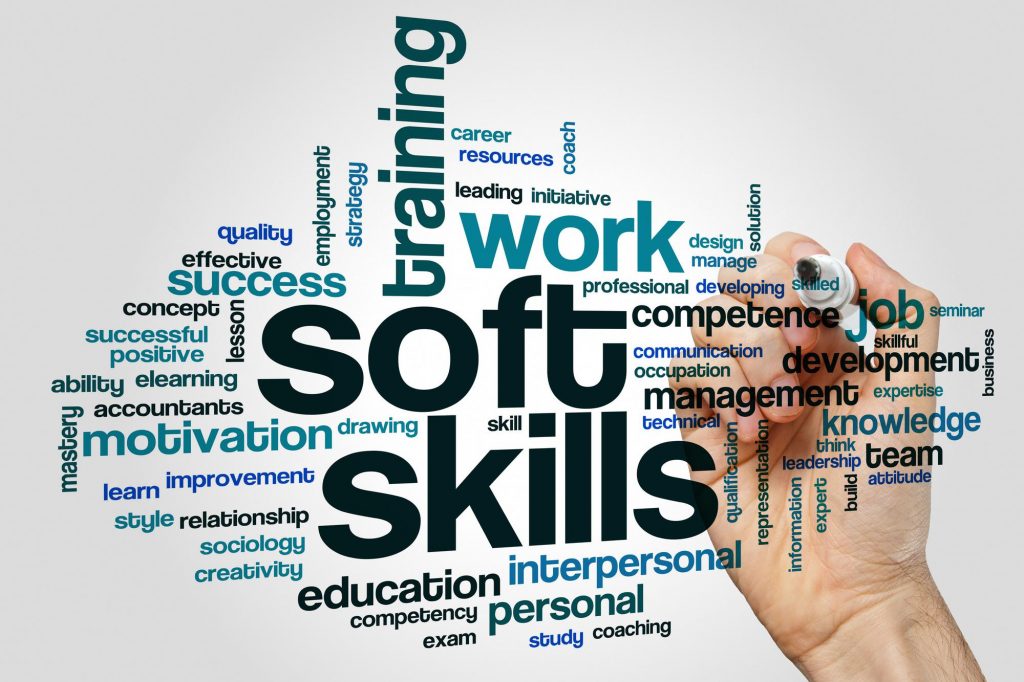 training
career
resources
coach
employment
strategy
leading
initiative
quality
work
solution
effective
design
manage
success
professional
developing
skilled
concept
lesson
soft
competence
job
seminar
successful
positive
communication
skillful
business
ability
elearning
occupation
development
accountants
management
expertise
mastery
motivation
drawing
skill
technical
knowledge
skills
qualification
representation
think
leadership
team
learn
improvement
information
expert
build
attitude
style
relationship
sociology
creativity
interpersonal
education
personal
competency
exam
study
coaching